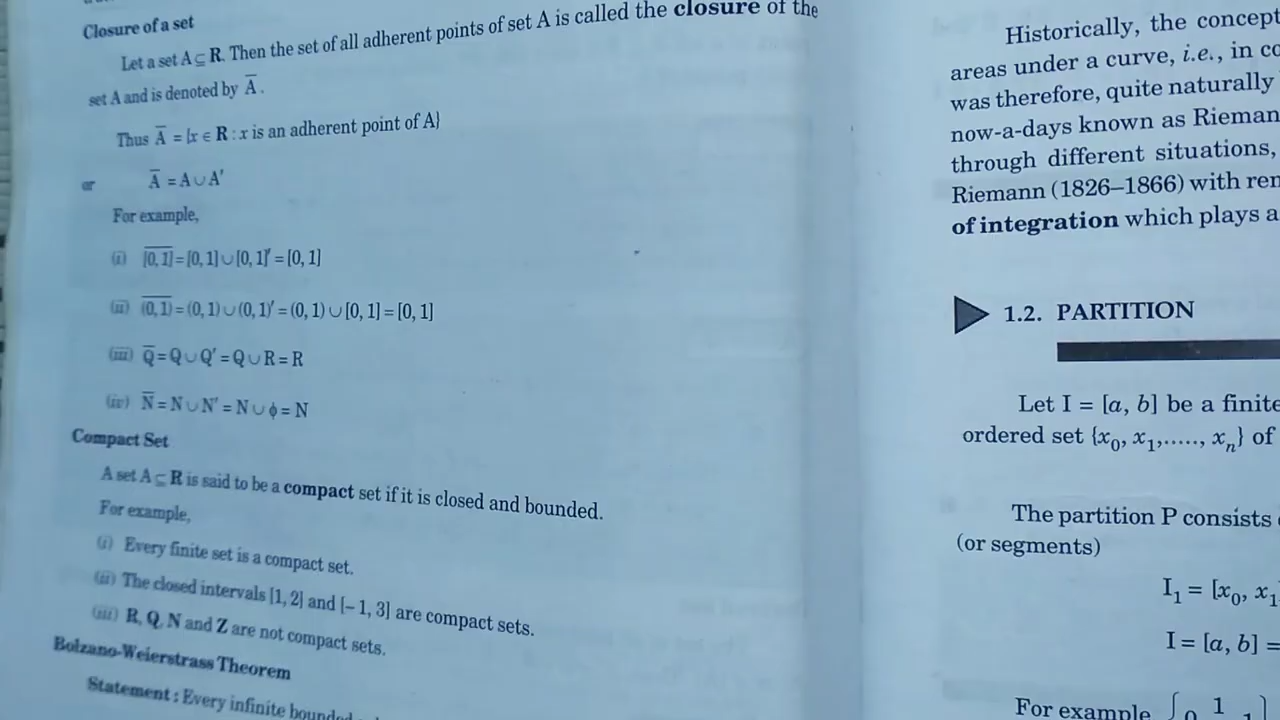 Closure of a set
Let a set A ⊆ R. Then the set of all adherent points of set A is called the closure of the
set A and is denoted by A̅.
Thus A̅ = {x ∈ R : x is an adherent point of A}
or A̅ = A ∪ A′
For example,
(i) [0, 1]̅ = [0, 1] ∪ [0, 1]′ = [0, 1]
(ii) (0, 1)̅ = (0, 1) ∪ (0, 1)′ = (0, 1) ∪ [0, 1] = [0, 1]
(iii) Q̅ = Q ∪ Q′ = Q ∪ R = R
(iv) N̅ = N ∪ N′ = N ∪ ϕ = N
Compact Set
A set A ⊂ R is said to be a compact set if it is closed and bounded.
For example,
(i) Every finite set is a compact set.
(ii) The closed intervals [1, 2] and [– 1, 3] are compact sets.
(iii) R, Q, N and Z are not compact sets.
Bolzano-Weierstrass Theorem
Statement : Every infinite bounded
Historically, the concept
areas under a curve, i.e., in co
was therefore, quite naturally
now-a-days known as Rieman
through different situations,
Riemann (1826–1866) with ren
of integration which plays a
1.2. PARTITION
Let I = [a, b] be a finite
ordered set {x₀, x₁,....., xₙ} of
The partition P consists
(or segments)
I₁ = [x₀, x₁
I = [a, b] =
For example {0, 1